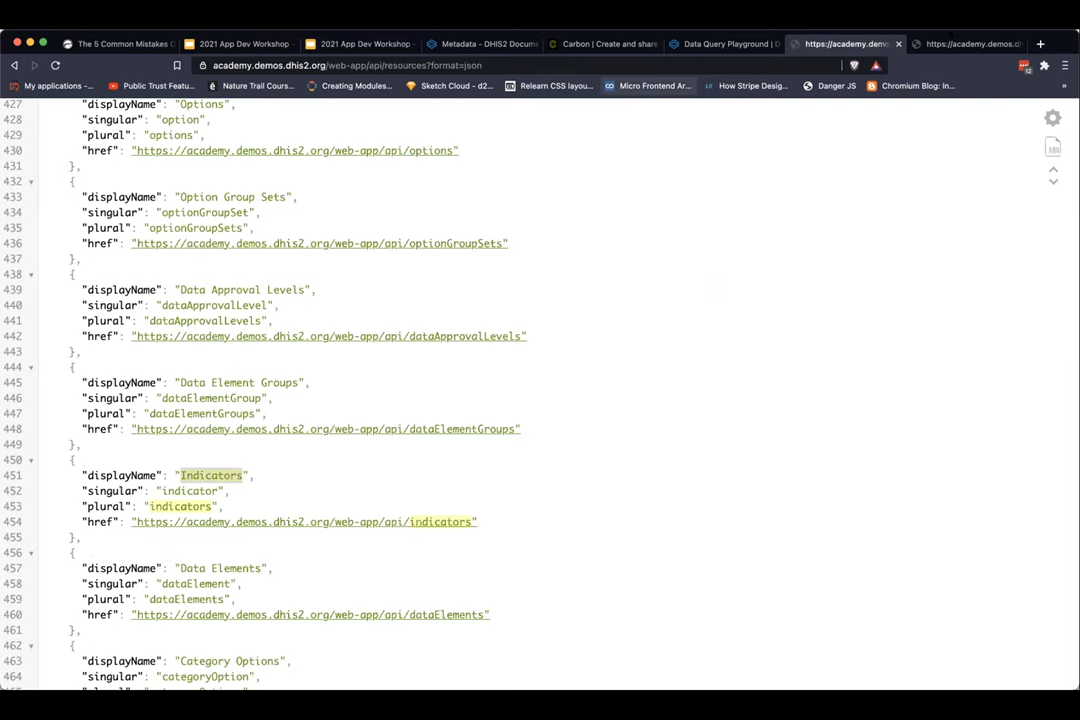 The 5 Common Mistakes O
2021 App Dev Workshop -
2021 App Dev Workshop -
Metadata - DHIS2 Docume
Carbon | Create and share
Data Query Playground | D
https://academy.demo
https://academy.demos.dh
academy.demos.dhis2.org/web-app/api/resources?format=json
12
My applications -...
Public Trust Featu...
Nature Trail Cours...
Creating Modules...
Sketch Cloud - d2...
Relearn CSS layou...
Micro Frontend Ar...
How Stripe Desig...
Danger JS
Chromium Blog: In...
»
427 "displayName": "Options",
428 "singular": "option",
429 "plural": "options",
430 "href": "https://academy.demos.dhis2.org/web-app/api/options"
431 },
432 {
433 "displayName": "Option Group Sets",
434 "singular": "optionGroupSet",
435 "plural": "optionGroupSets",
436 "href": "https://academy.demos.dhis2.org/web-app/api/optionGroupSets"
437 },
438 {
439 "displayName": "Data Approval Levels",
440 "singular": "dataApprovalLevel",
441 "plural": "dataApprovalLevels",
442 "href": "https://academy.demos.dhis2.org/web-app/api/dataApprovalLevels"
443 },
444 {
445 "displayName": "Data Element Groups",
446 "singular": "dataElementGroup",
447 "plural": "dataElementGroups",
448 "href": "https://academy.demos.dhis2.org/web-app/api/dataElementGroups"
449 },
450 {
451 "displayName": "Indicators",
452 "singular": "indicator",
453 "plural": "indicators",
454 "href": "https://academy.demos.dhis2.org/web-app/api/indicators"
455 },
456 {
457 "displayName": "Data Elements",
458 "singular": "dataElement",
459 "plural": "dataElements",
460 "href": "https://academy.demos.dhis2.org/web-app/api/dataElements"
461 },
462 {
463 "displayName": "Category Options",
464 "singular": "categoryOption",